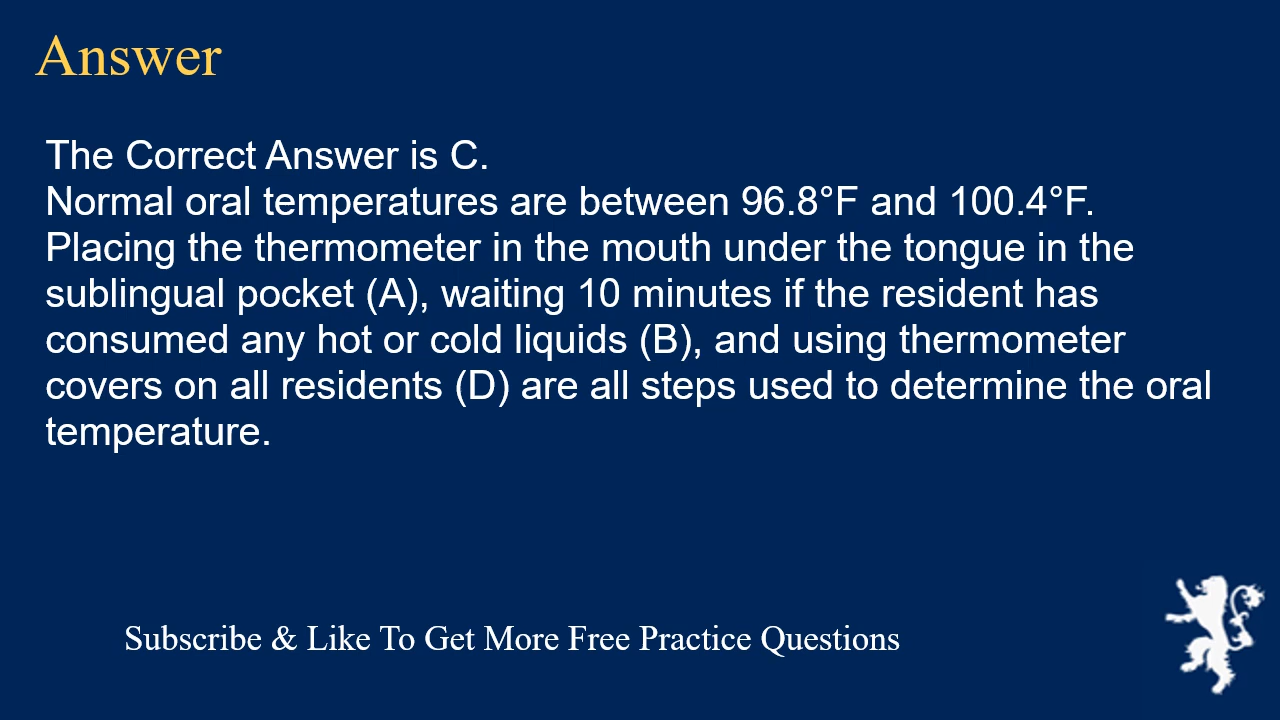 Answer
The Correct Answer is C.
Normal oral temperatures are between 96.8°F and 100.4°F.
Placing the thermometer in the mouth under the tongue in the
sublingual pocket (A), waiting 10 minutes if the resident has
consumed any hot or cold liquids (B), and using thermometer
covers on all residents (D) are all steps used to determine the oral
temperature.
Subscribe & Like To Get More Free Practice Questions